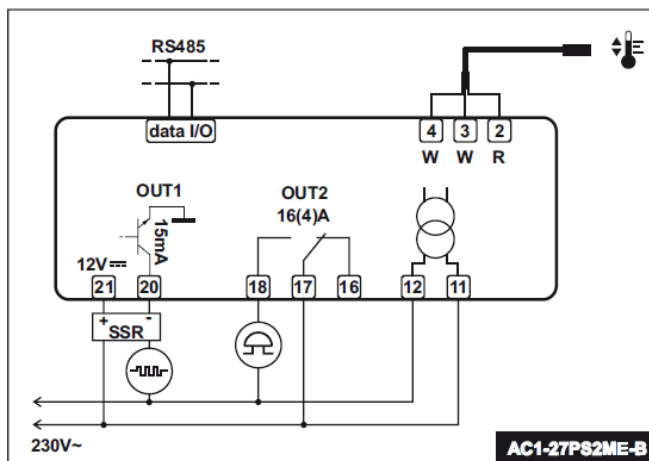 RS485
data I/O
4 3 2
W W R
OUT1
OUT2
16(4)A
15mA
12V
21 20 18 17 16 12 11
+ -
SSR
230V~
AC1-27PS2ME-B